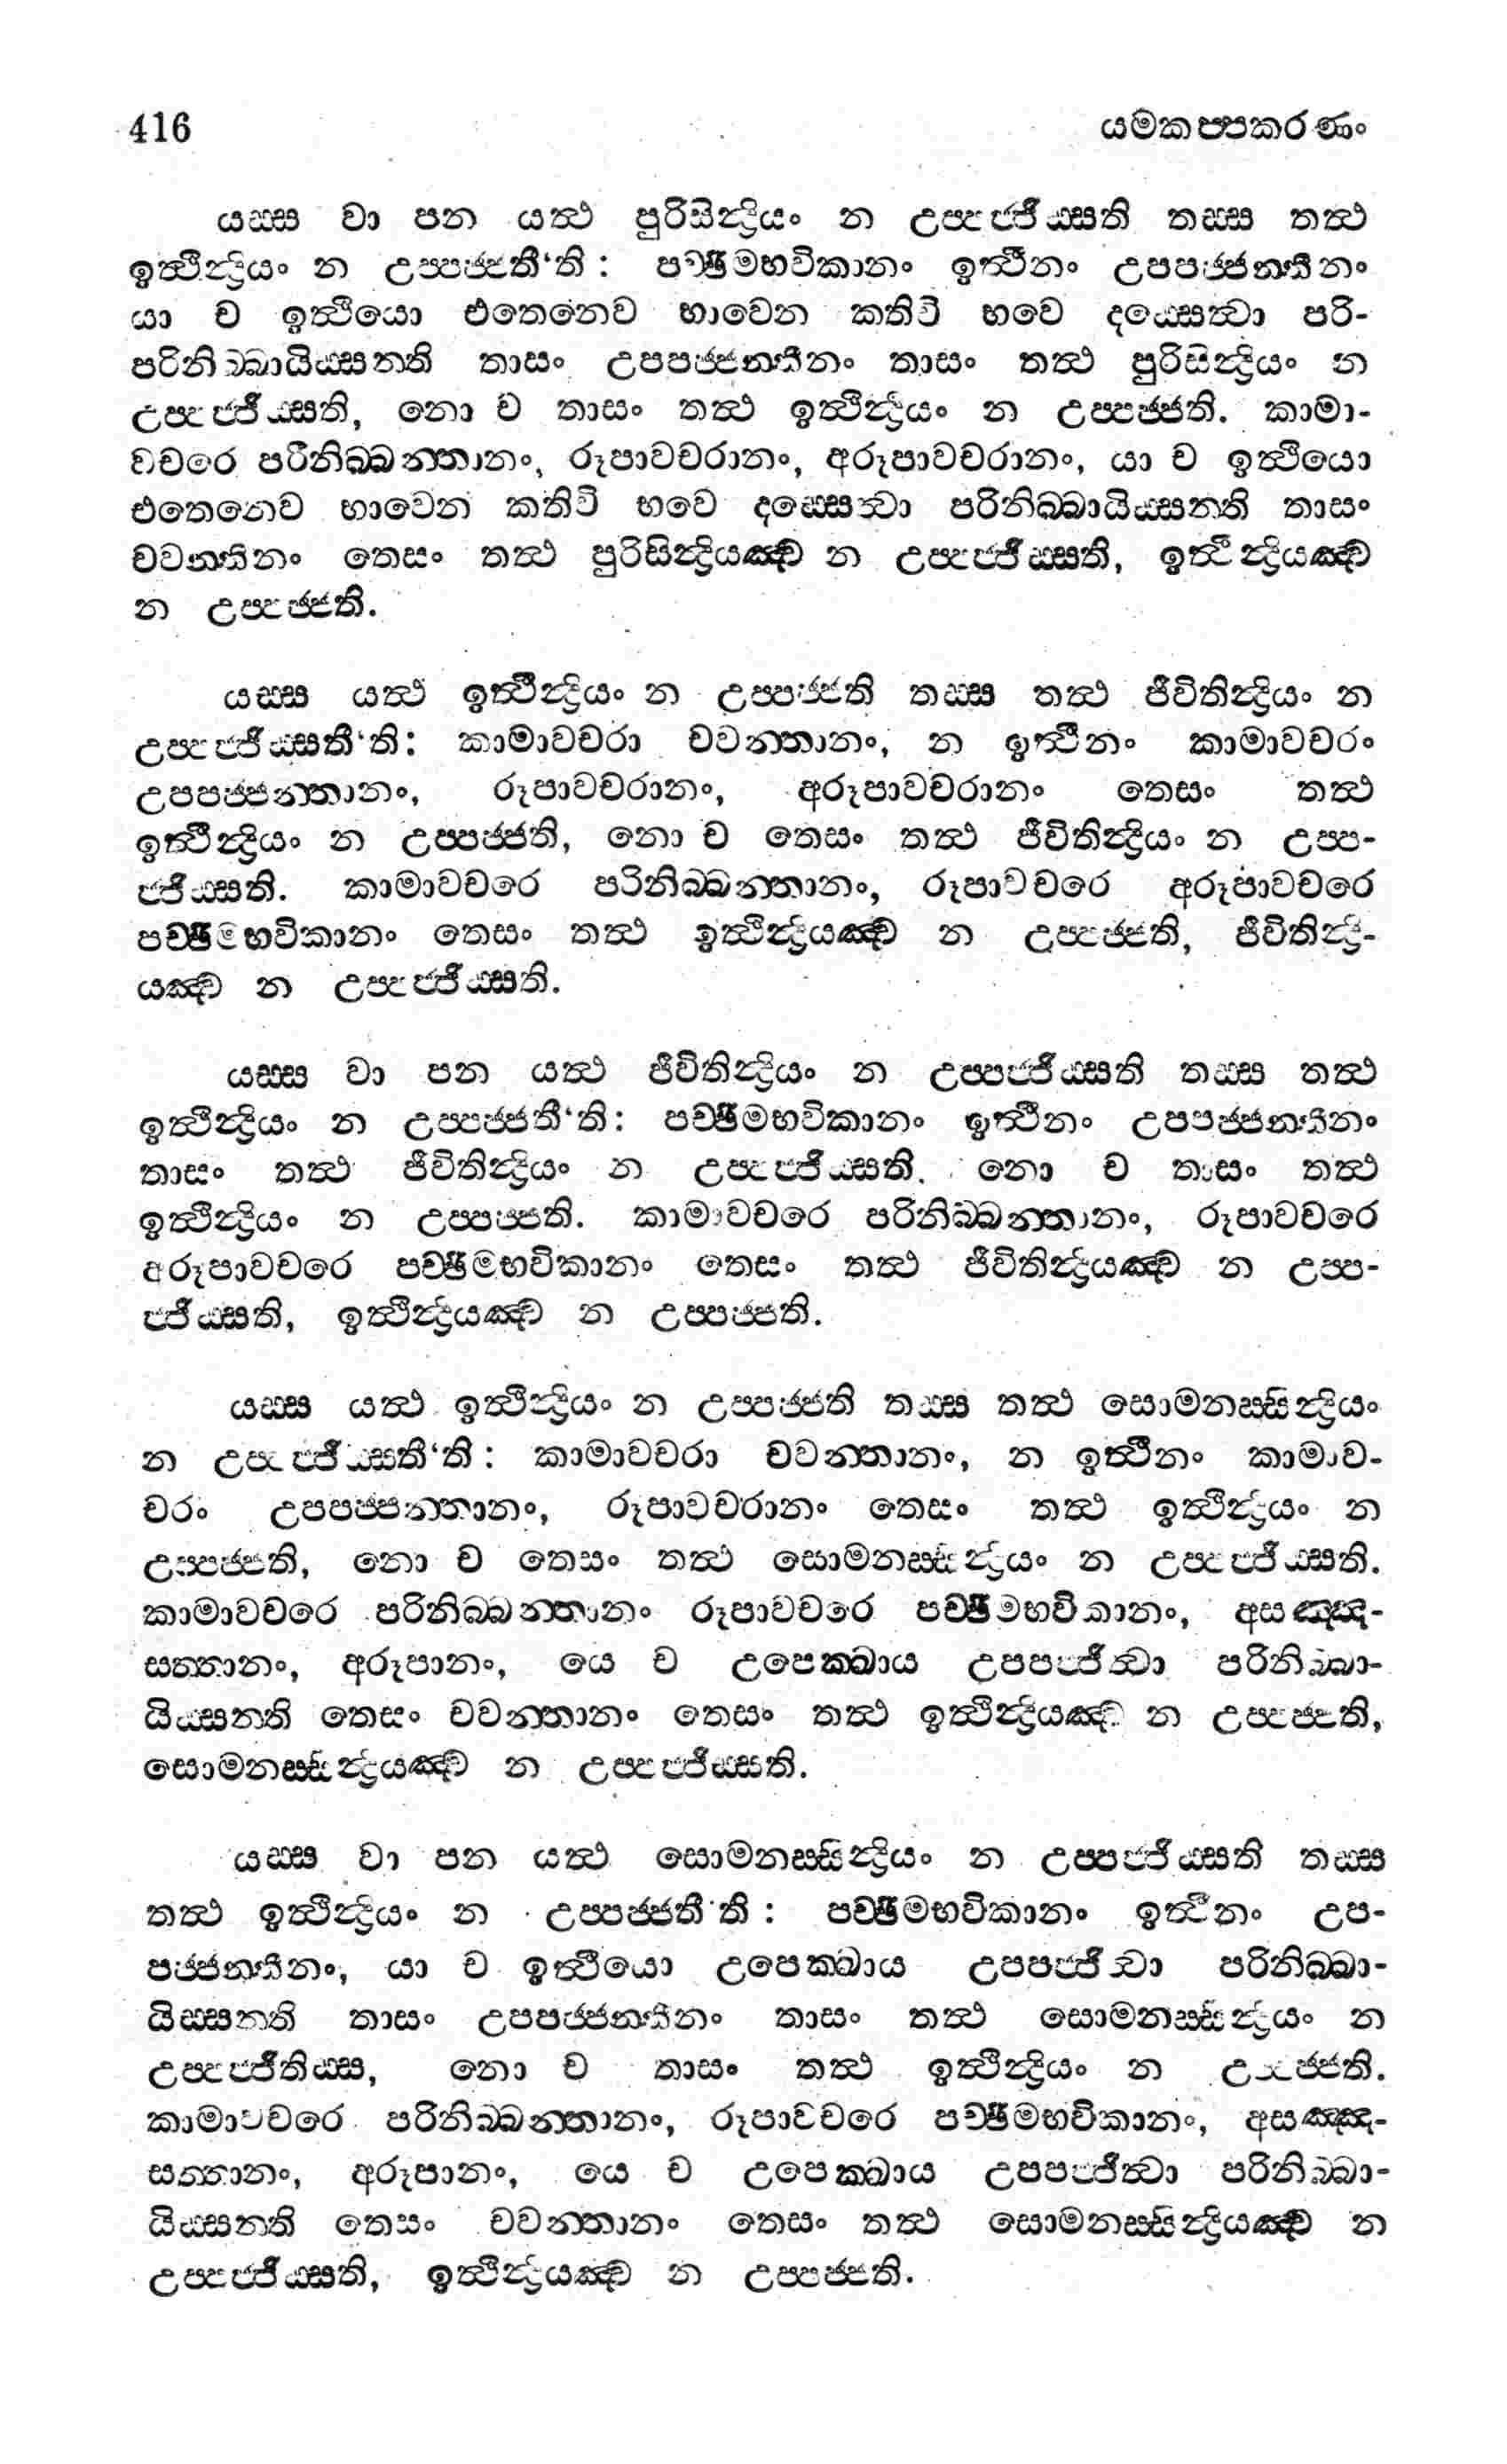 416 යමකප්පකරණං
යස්ස වා පන යත්ථ පුරිසින්ද්‍රියං න උප්පජ්ජිස්සති තස්ස තත්ථ
ඉත්ථින්ද්‍රියං න උප්පජ්ජතී‘ති: පච්ඡිමභවිකානං ඉත්ථීනං උපපජ්ජන්තීනං
යා ච ඉත්ථියො එතෙනෙව භාවෙන කතිචි භවෙ දස්සෙත්වා පරි-
පරිනිබ්බායිස්සන්ති තාසං උපපජ්ජන්තීනං තාසං තත්ථ පුරිසින්ද්‍රියං න
උප්පජ්ජිස්සති, නො ච තාසං තත්ථ ඉත්ථින්ද්‍රියං න උප්පජ්ජති. කාමා-
වචරෙ පරිනිබ්බන්තානං, රූපාවචරානං, අරූපාවචරානං, යා ච ඉත්ථියො
එතෙනෙව භාවෙන කතිචි භවෙ දස්සෙත්වා පරිනිබ්බායිස්සන්ති තාසං
චවන්තීනං තෙසං තත්ථ පුරිසින්ද්‍රියඤ්ච න උප්පජ්ජිස්සති, ඉත්ථින්ද්‍රියඤ්ච
න උප්පජ්ජති.
යස්ස යත්ථ ඉත්ථින්ද්‍රියං න උප්පජ්ජති තස්ස තත්ථ ජීවිතින්ද්‍රියං න
උප්පජ්ජිස්සතී‘ති: කාමාවචරා චවන්තානං, න ඉත්ථීනං කාමාවචරං
උපපජ්ජන්තානං, රූපාවචරානං, අරූපාවචරානං තෙසං තත්ථ
ඉත්ථින්ද්‍රියං න උප්පජ්ජති, නො ච තෙසං තත්ථ ජීවිතින්ද්‍රියං න උප්ප-
ජ්ජිස්සති. කාමාවචරෙ පරිනිබ්බන්තානං, රූපාවචරෙ අරූපාවචරෙ
පච්ඡිමභවිකානං තෙසං තත්ථ ඉත්ථින්ද්‍රියඤ්ච න උප්පජ්ජති, ජීවිතින්ද්‍රි-
යඤ්ච න උප්පජ්ජිස්සති.
යස්ස වා පන යත්ථ ජීවිතින්ද්‍රියං න උප්පජ්ජිස්සති තස්ස තත්ථ
ඉත්ථින්ද්‍රියං න උප්පජ්ජතී‘ති: පච්ඡිමභවිකානං ඉත්ථීනං උපපජ්ජන්තීනං
තාසං තත්ථ ජීවිතින්ද්‍රියං න උප්පජ්ජිස්සති. නො ච තාසං තත්ථ
ඉත්ථින්ද්‍රියං න උප්පජ්ජති. කාමාවචරෙ පරිනිබ්බන්තානං, රූපාවචරෙ
අරූපාවචරෙ පච්ඡිමභවිකානං තෙසං තත්ථ ජීවිතින්ද්‍රියඤ්ච න උප්ප-
ජ්ජිස්සති, ඉත්ථින්ද්‍රියඤ්ච න උප්පජ්ජති.
යස්ස යත්ථ ඉත්ථින්ද්‍රියං න උප්පජ්ජති තස්ස තත්ථ සොමනස්සින්ද්‍රියං
න උප්පජ්ජිස්සතී‘ති: කාමාවචරා චවන්තානං, න ඉත්ථීනං කාමාව-
චරං උපපජ්ජන්තානං, රූපාවචරානං තෙසං තත්ථ ඉත්ථින්ද්‍රියං න
උප්පජ්ජති, නො ච තෙසං තත්ථ සොමනස්සින්ද්‍රියං න උප්පජ්ජිස්සති.
කාමාවචරෙ පරිනිබ්බන්තානං රූපාවචරෙ පච්ඡිමභවිකානං, අසඤ්ඤ-
සත්තානං, අරූපානං, යෙ ච උපෙක්ඛාය උපපජ්ජිත්වා පරිනිබ්බා-
යිස්සන්ති තෙසං චවන්තානං තෙසං තත්ථ ඉත්ථින්ද්‍රියඤ්ච න උප්පජ්ජති,
සොමනස්සින්ද්‍රියඤ්ච න උප්පජ්ජිස්සති.
යස්ස වා පන යත්ථ සොමනස්සින්ද්‍රියං න උප්පජ්ජිස්සති තස්ස
තත්ථ ඉත්ථින්ද්‍රියං න උප්පජ්ජතී‘ති: පච්ඡිමභවිකානං ඉත්ථීනං උප-
පජ්ජන්තීනං, යා ච ඉත්ථියො උපෙක්ඛාය උපපජ්ජිත්වා පරිනිබ්බා-
යිස්සන්ති තාසං උපපජ්ජන්තීනං තාසං තත්ථ සොමනස්සින්ද්‍රියං න
උප්පජ්ජිතිස්ස, නො ච තාසං තත්ථ ඉත්ථින්ද්‍රියං න උප්පජ්ජති.
කාමාවචරෙ පරිනිබ්බන්තානං, රූපාවචරෙ පච්ඡිමභවිකානං, අසඤ්ඤ-
සත්තානං, අරූපානං, යෙ ච උපෙක්ඛාය උපපජ්ජිත්වා පරිනිබ්බා-
යිස්සන්ති තෙසං චවන්තානං තෙසං තත්ථ සොමනස්සින්ද්‍රියඤ්ච න
උප්පජ්ජිස්සති, ඉත්ථින්ද්‍රියඤ්ච න උප්පජ්ජති.